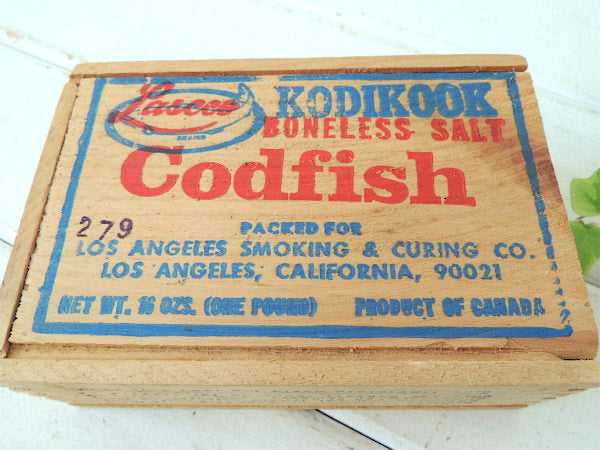 Lascco
BRAND
KODIKOOK
BONELESS SALT
Codfish
279
PACKED FOR
LOS ANGELES SMOKING & CURING CO.
LOS ANGELES, CALIFORNIA, 90021
NET WT. 16 OZS. (ONE POUND) PRODUCT OF CANADA